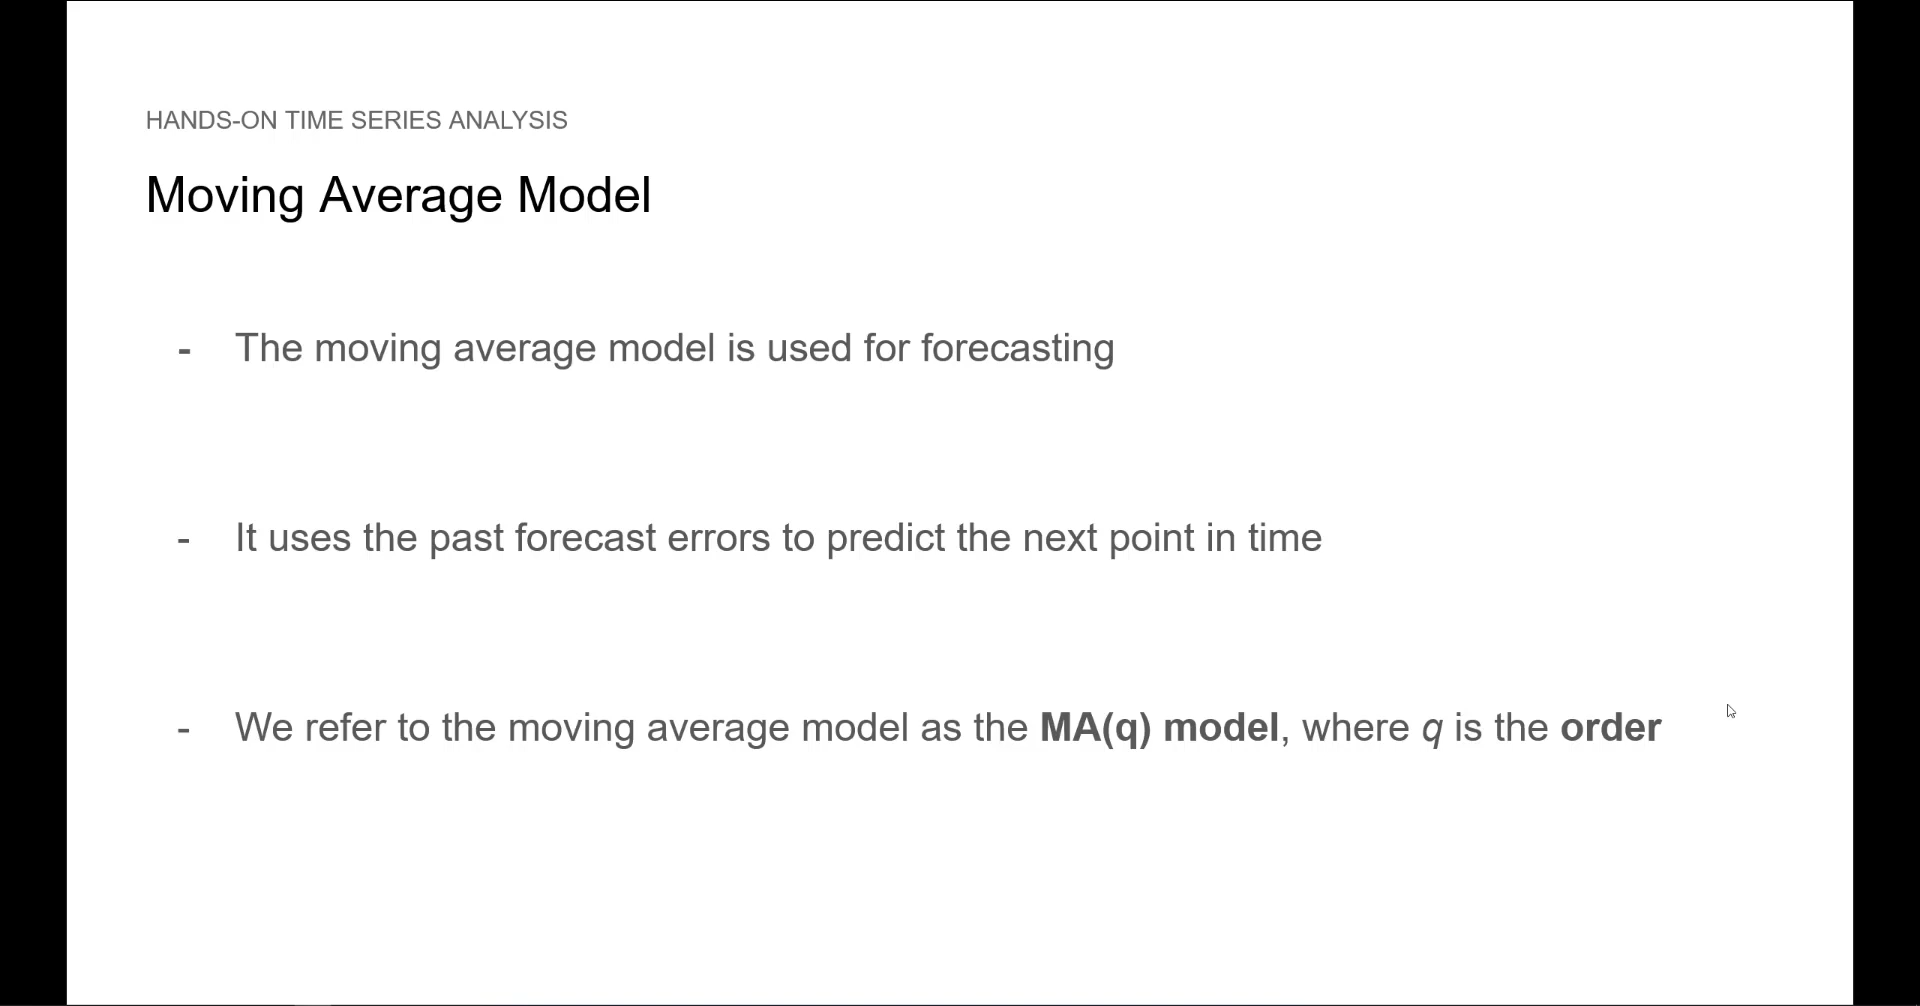 HANDS-ON TIME SERIES ANALYSIS
Moving Average Model
- The moving average model is used for forecasting
- It uses the past forecast errors to predict the next point in time
- We refer to the moving average model as the MA(q) model, where q is the order